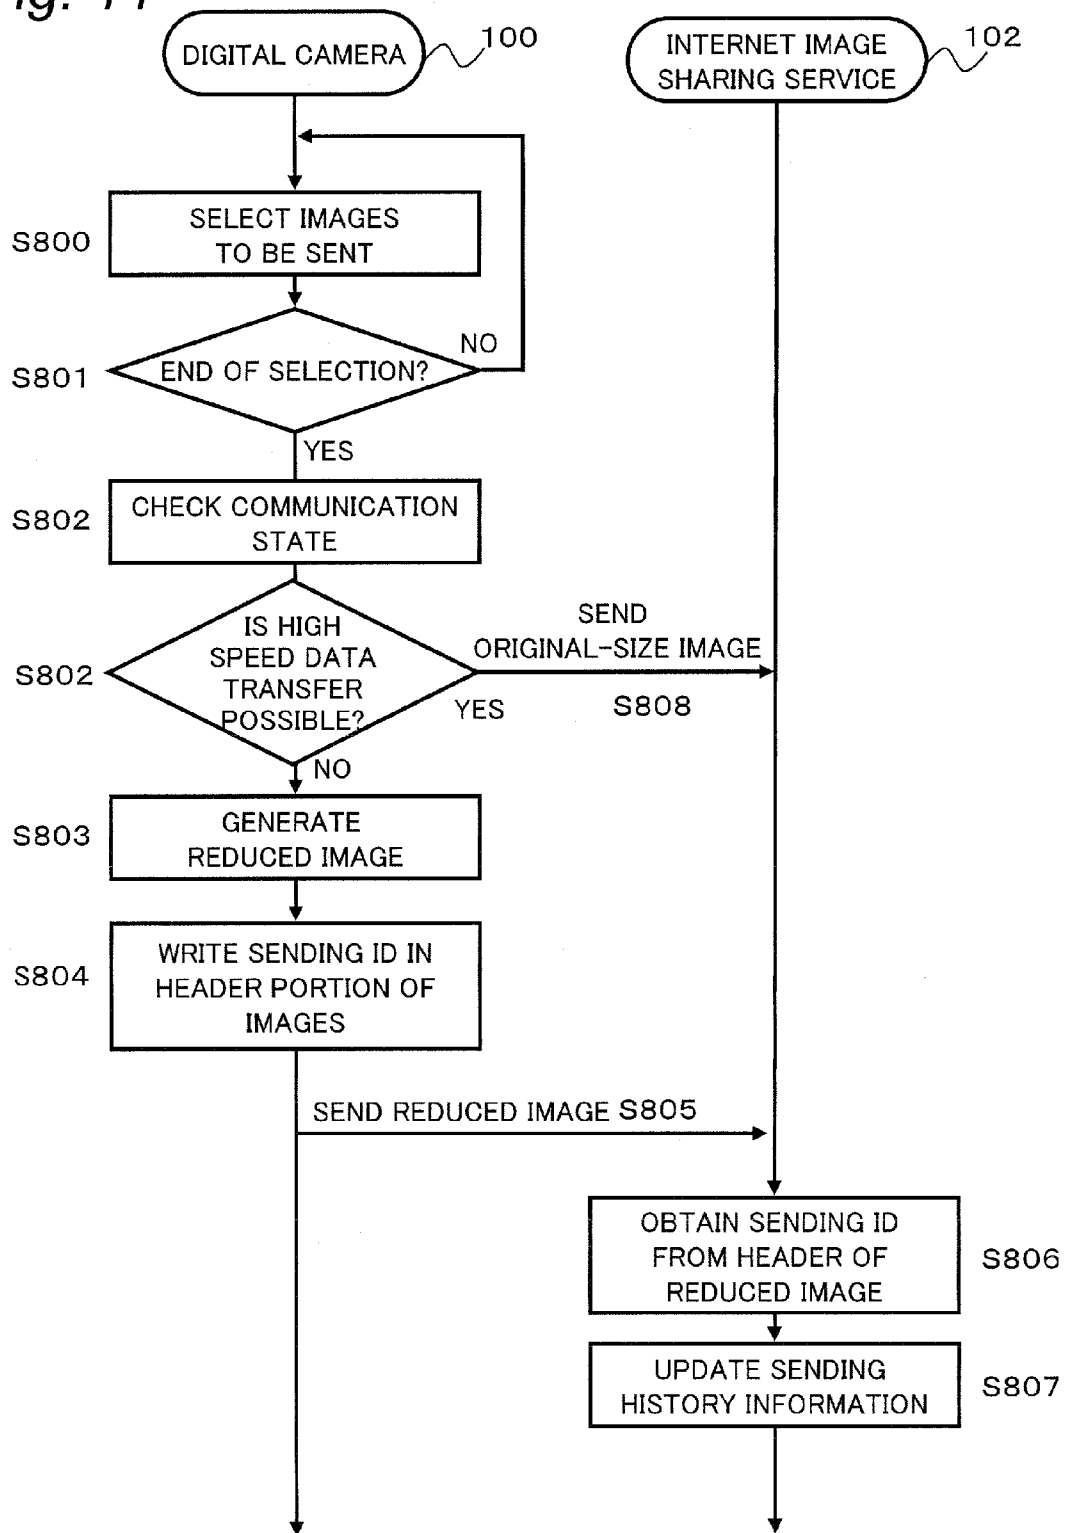 Fig. 11
DIGITAL CAMERA
100
INTERNET IMAGE
SHARING SERVICE
102
S800
SELECT IMAGES
TO BE SENT
S801
END OF SELECTION?
NO
YES
S802
CHECK COMMUNICATION
STATE
S802
IS HIGH
SPEED DATA
TRANSFER
POSSIBLE?
YES
SEND
ORIGINAL-SIZE IMAGE
S808
NO
S803
GENERATE
REDUCED IMAGE
S804
WRITE SENDING ID IN
HEADER PORTION OF
IMAGES
SEND REDUCED IMAGE S805
OBTAIN SENDING ID
FROM HEADER OF
REDUCED IMAGE
S806
UPDATE SENDING
HISTORY INFORMATION
S807